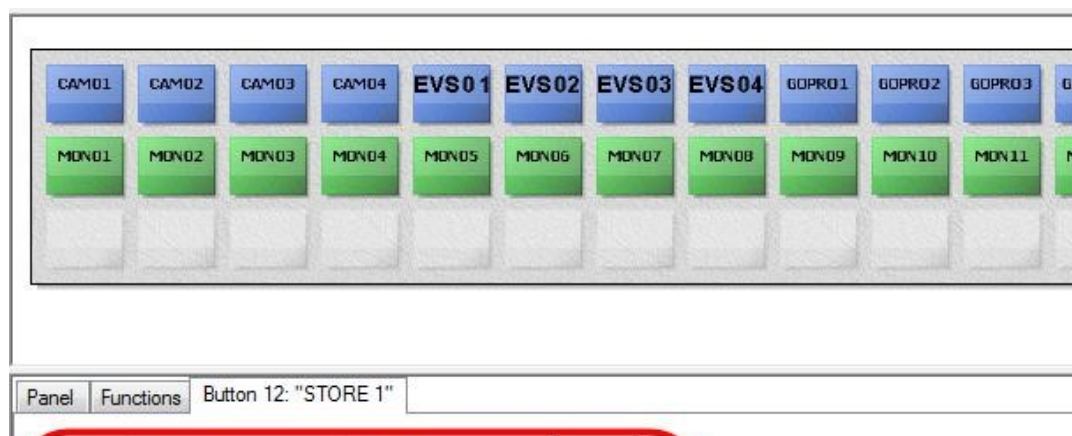 CAM01 CAM02 CAM03 CAM04 EVS01 EVS02 EVS03 EVS04 GOPRO1 GOPRO2 GOPRO3
MON01 MON02 MON03 MON04 MON05 MON06 MON07 MON08 MON09 MON10 MON11
Panel Functions Button 12: "STORE 1"